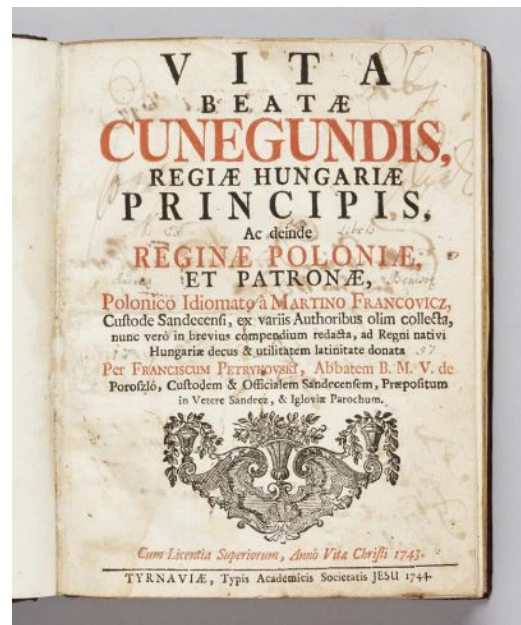 VITA
BEATÆ
CUNEGUNDIS,
REGIÆ HUNGARIÆ
PRINCIPIS,
Ac deinde
REGINÆ POLONIÆ,
ET PATRONÆ,
Polonico Idiomato à MARTINO FRANCOVICZ,
Custode Sandecensi, ex variis Authoribus olim collecta,
nunc verò in brevius compendium redacta, ad Regni nativi
Hungariæ decus & utilitatem latinitate donata
Per FRANCISCUM PETRYKOVSKI, Abbatem B. M. V. de
Poroszló, Custodem & Officialem Sandecensem, Præpositum
in Vetere Sandecz, & Igloviæ Parochum.
Cum Licentia Superiorum, Annô Vitæ Christi 1743.
TYRNAVIÆ, Typis Academicis Societatis JESU 1744.